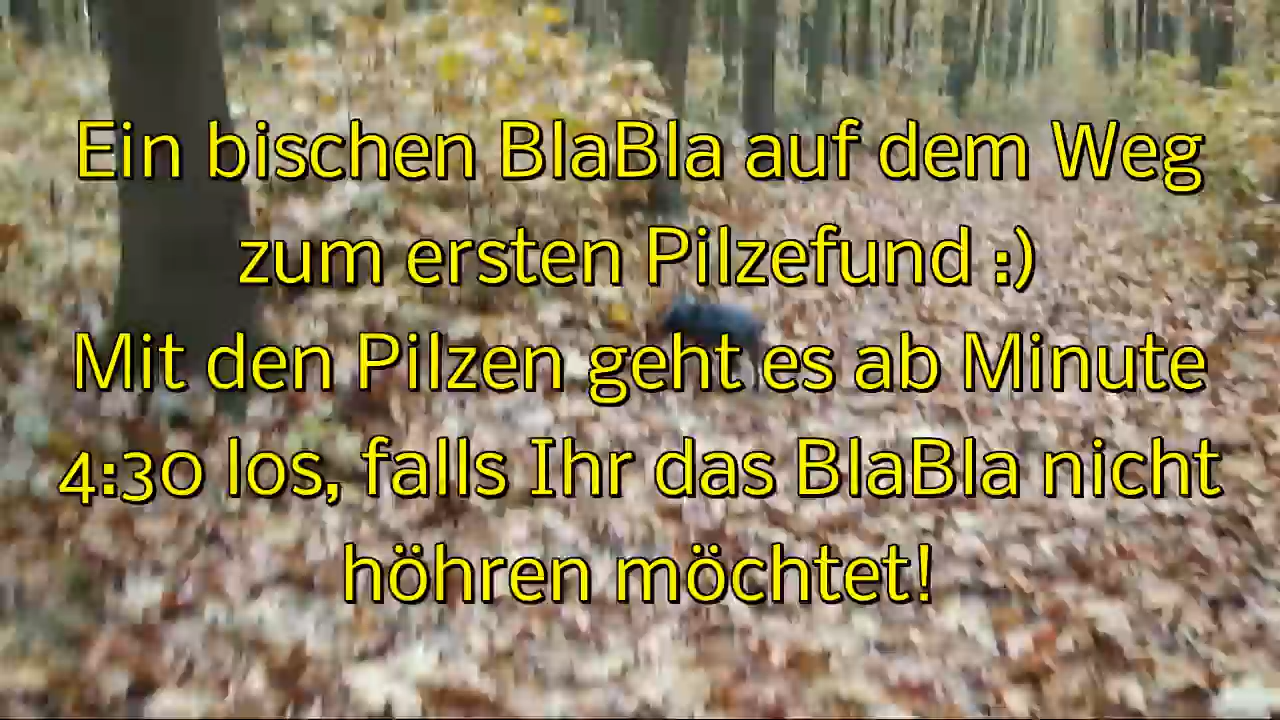 Ein bischen BlaBla auf dem Weg
zum ersten Pilzefund :)
Mit den Pilzen geht es ab Minute
4:30 los, falls Ihr das BlaBla nicht
höhren möchtet!